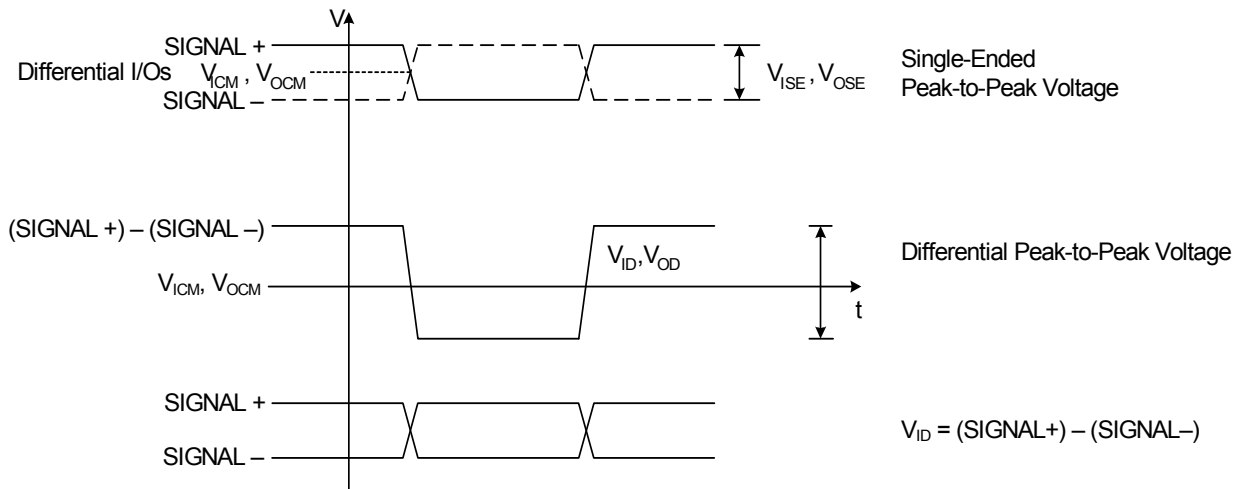 V
SIGNAL +
Differential I/Os V_ICM , V_OCM
SIGNAL –
V_ISE , V_OSE
Single-Ended
Peak-to-Peak Voltage
(SIGNAL +) – (SIGNAL –)
V_ID,V_OD
Differential Peak-to-Peak Voltage
V_ICM, V_OCM
t
SIGNAL +
SIGNAL –
V_ID = (SIGNAL+) – (SIGNAL–)